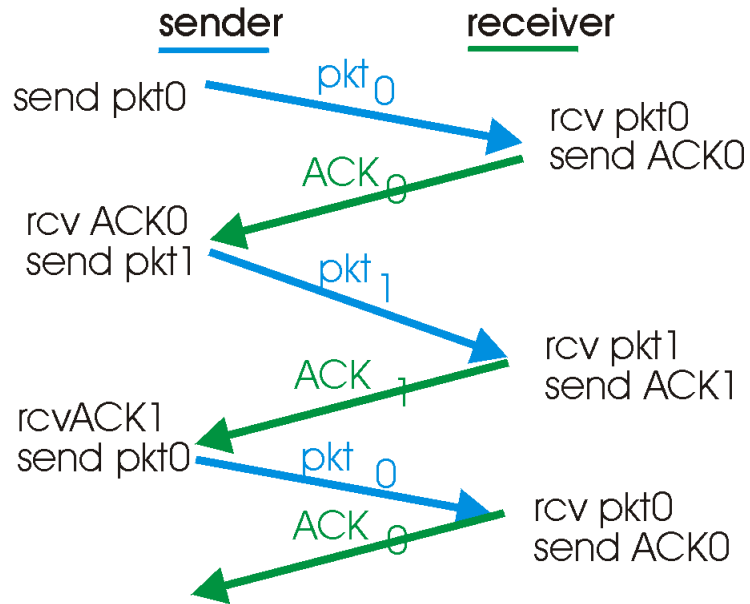 sender receiver
pkt0
send pkt0
rcv pkt0
send ACK0
ACK0
rcv ACK0
send pkt1
pkt1
rcv pkt1
send ACK1
ACK1
rcvACK1
send pkt0
pkt0
rcv pkt0
send ACK0
ACK0